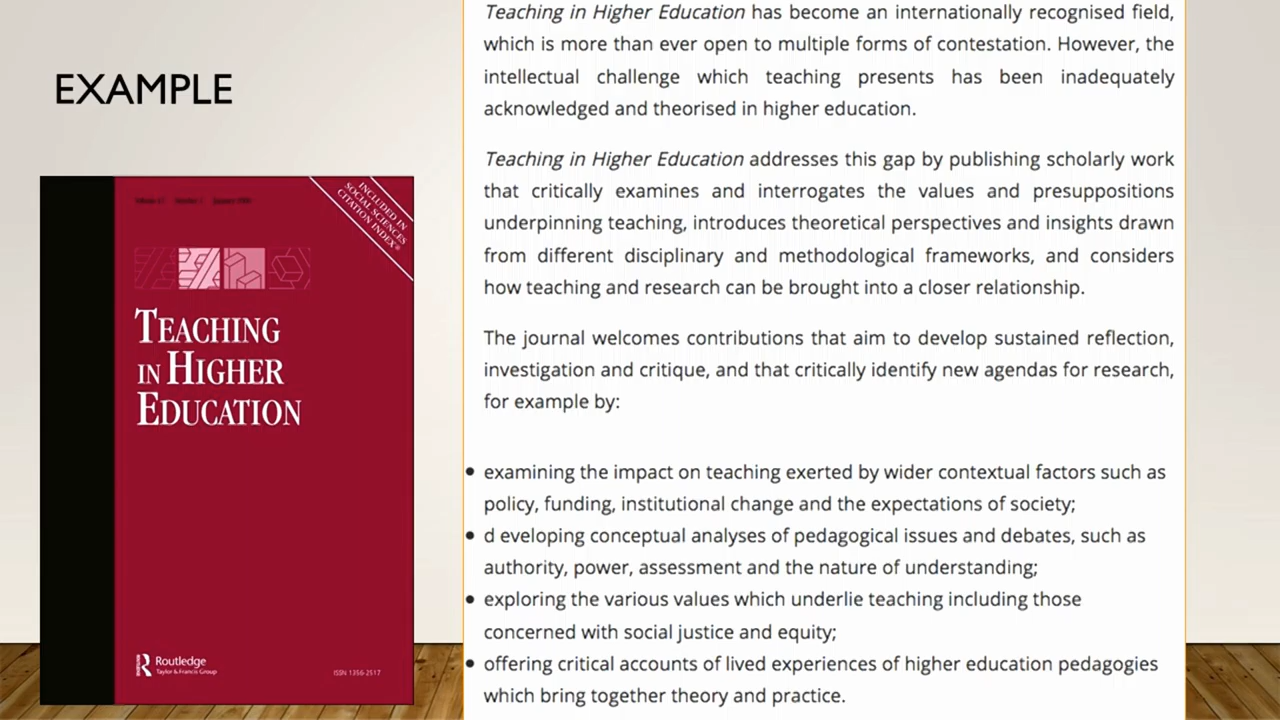 EXAMPLE
INCLUDED IN
SOCIAL SCIENCES
CITATION INDEX®
TEACHING
IN HIGHER
EDUCATION
R Routledge
Taylor & Francis Group
ISSN 1356-2517
Teaching in Higher Education has become an internationally recognised field,
which is more than ever open to multiple forms of contestation. However, the
intellectual challenge which teaching presents has been inadequately
acknowledged and theorised in higher education.
Teaching in Higher Education addresses this gap by publishing scholarly work
that critically examines and interrogates the values and presuppositions
underpinning teaching, introduces theoretical perspectives and insights drawn
from different disciplinary and methodological frameworks, and considers
how teaching and research can be brought into a closer relationship.
The journal welcomes contributions that aim to develop sustained reflection,
investigation and critique, and that critically identify new agendas for research,
for example by:
• examining the impact on teaching exerted by wider contextual factors such as
policy, funding, institutional change and the expectations of society;
• d eveloping conceptual analyses of pedagogical issues and debates, such as
authority, power, assessment and the nature of understanding;
• exploring the various values which underlie teaching including those
concerned with social justice and equity;
• offering critical accounts of lived experiences of higher education pedagogies
which bring together theory and practice.